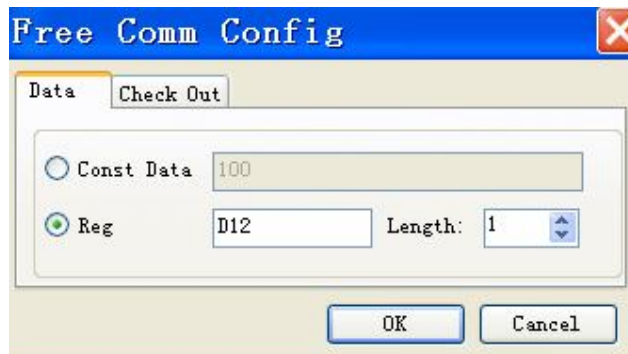 Free Comm Config
Data Check Out
Const Data 100
Reg D12 Length: 1
OK Cancel